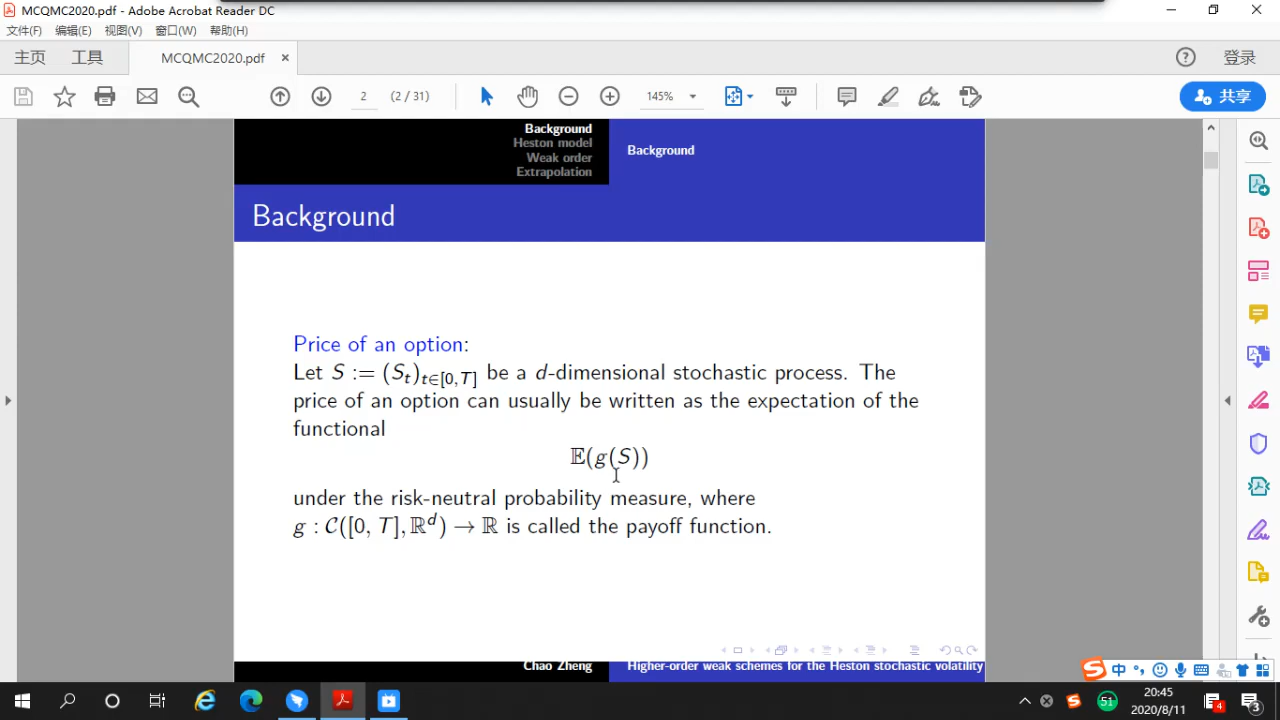 MCQMC2020.pdf - Adobe Acrobat Reader DC
文件(F) 编辑(E) 视图(V) 窗口(W) 帮助(H)
主页 工具 MCQMC2020.pdf × 登录
2 (2 / 31) 145% 共享
Background
Heston model
Weak order
Extrapolation
Background
Background
Price of an option:
Let S := (S_t)_{t∈[0,T]} be a d-dimensional stochastic process. The
price of an option can usually be written as the expectation of the
functional
𝔼(g(S))
under the risk-neutral probability measure, where
g : 𝒞([0, T], ℝ^d) → ℝ is called the payoff function.
Chao Zheng Higher-order weak schemes for the Heston stochastic volatility
中
51
20:45
2020/8/11
4
3